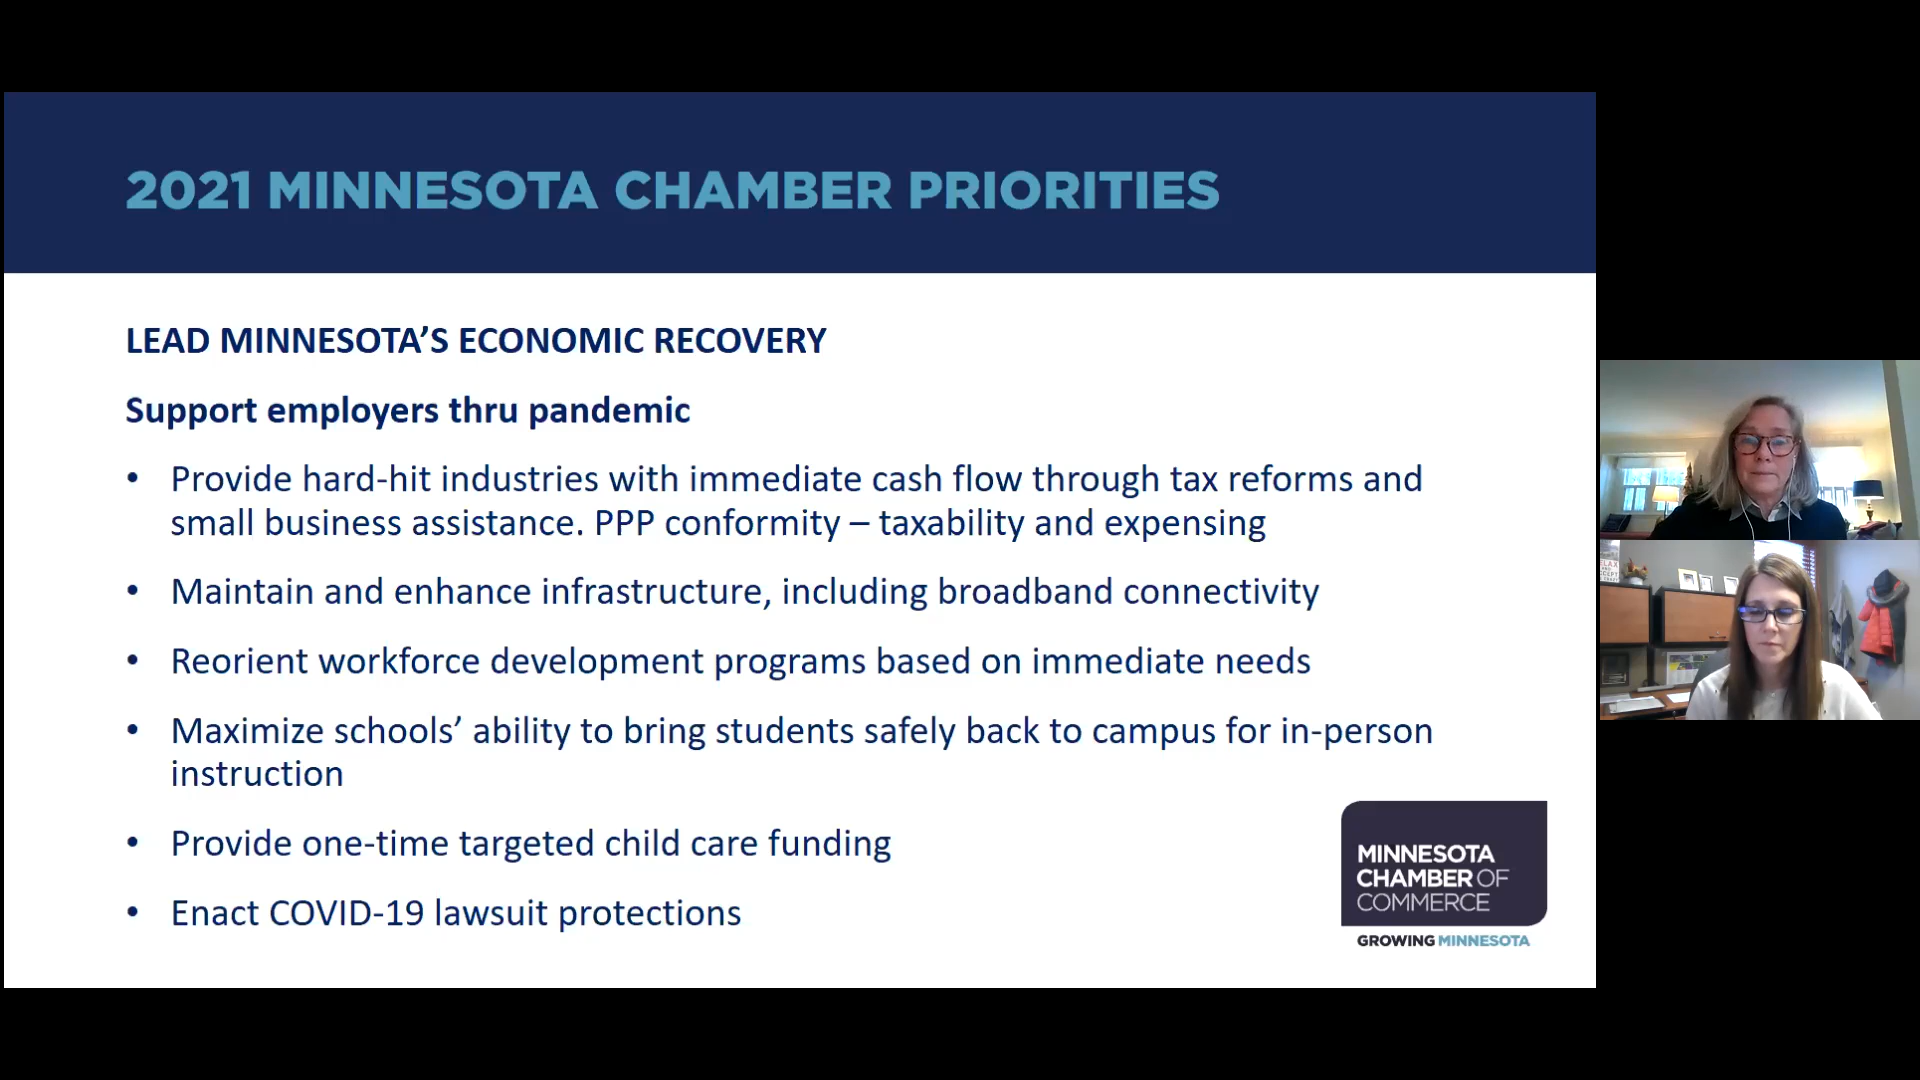 2021 MINNESOTA CHAMBER PRIORITIES
LEAD MINNESOTA’S ECONOMIC RECOVERY
Support employers thru pandemic
• Provide hard-hit industries with immediate cash flow through tax reforms and
small business assistance. PPP conformity – taxability and expensing
• Maintain and enhance infrastructure, including broadband connectivity
• Reorient workforce development programs based on immediate needs
• Maximize schools’ ability to bring students safely back to campus for in-person
instruction
• Provide one-time targeted child care funding
• Enact COVID-19 lawsuit protections
MINNESOTA
CHAMBER OF
COMMERCE
GROWING MINNESOTA